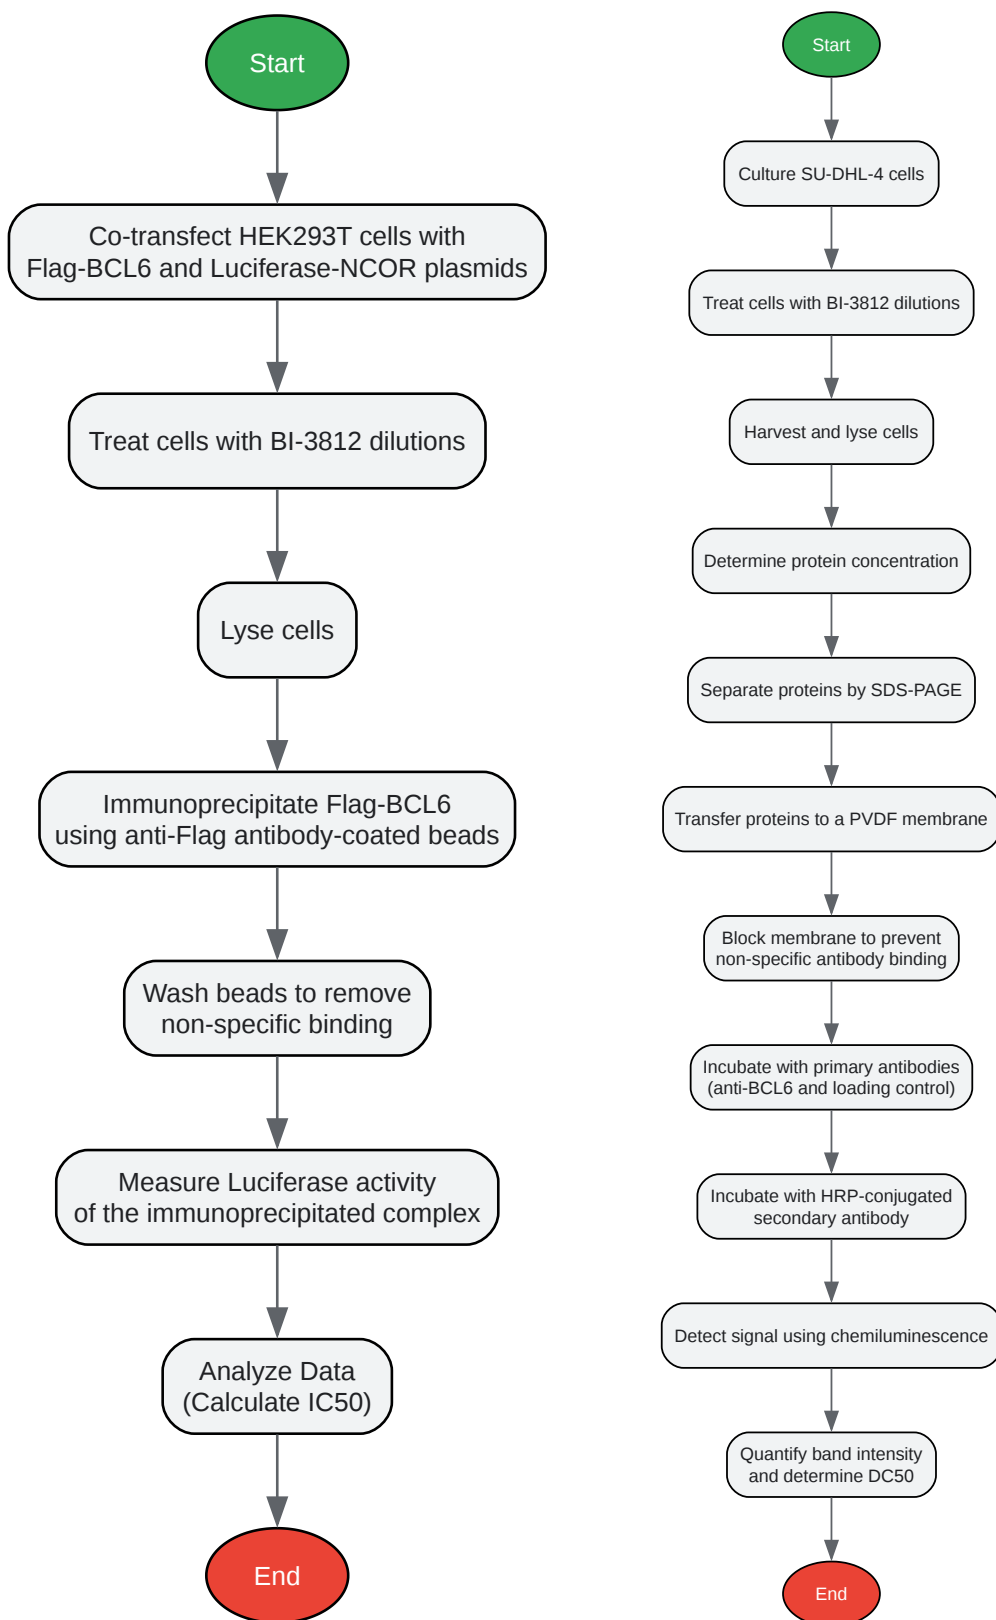 Start
Co-transfect HEK293T cells with
Flag-BCL6 and Luciferase-NCOR plasmids
Treat cells with BI-3812 dilutions
Lyse cells
Immunoprecipitate Flag-BCL6
using anti-Flag antibody-coated beads
Wash beads to remove
non-specific binding
Measure Luciferase activity
of the immunoprecipitated complex
Analyze Data
(Calculate IC50)
End
Start
Culture SU-DHL-4 cells
Treat cells with BI-3812 dilutions
Harvest and lyse cells
Determine protein concentration
Separate proteins by SDS-PAGE
Transfer proteins to a PVDF membrane
Block membrane to prevent
non-specific antibody binding
Incubate with primary antibodies
(anti-BCL6 and loading control)
Incubate with HRP-conjugated
secondary antibody
Detect signal using chemiluminescence
Quantify band intensity
and determine DC50
End